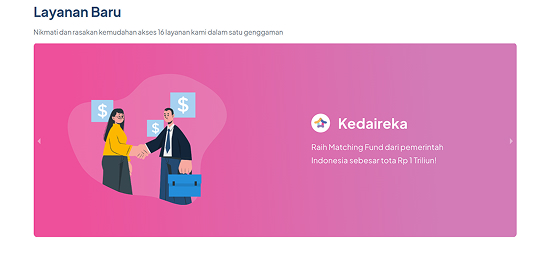 Layanan Baru
Nikmati dan rasakan kemudahan akses 16 layanan kami dalam satu genggaman
$
$
$
Kedaireka
Raih Matching Fund dari pemerintah
Indonesia sebesar tota Rp 1 Triliun!